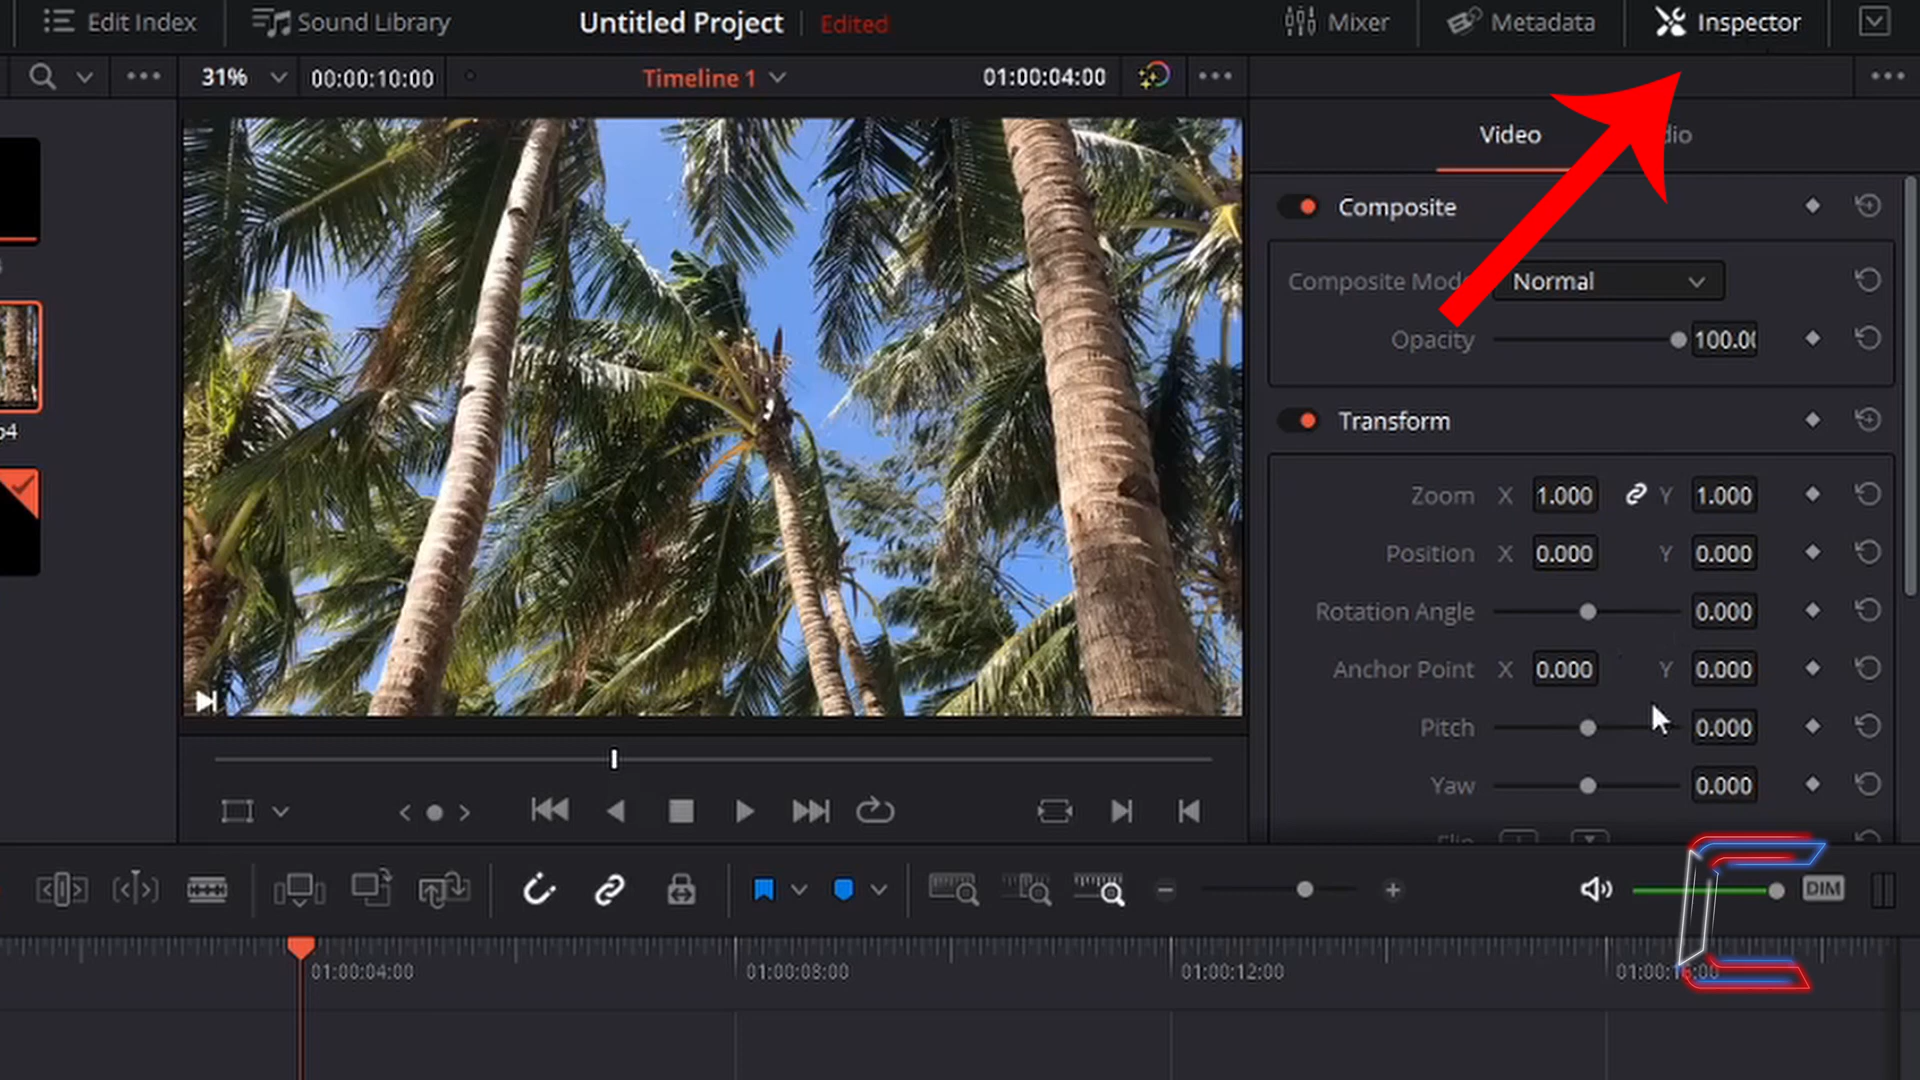 Edit Index
Sound Library
Untitled Project
Edited
Mixer
Metadata
Inspector
31%
00:00:10:00
Timeline 1
01:00:04:00
Video
Composite
Composite Mod
Normal
Opacity
100.00
Transform
Zoom X 1.000 Y 1.000
Position X 0.000 Y 0.000
Rotation Angle 0.000
Anchor Point X 0.000 Y 0.000
Pitch 0.000
Yaw 0.000
DIM
01:00:04:00
01:00:08:00
01:00:12:00